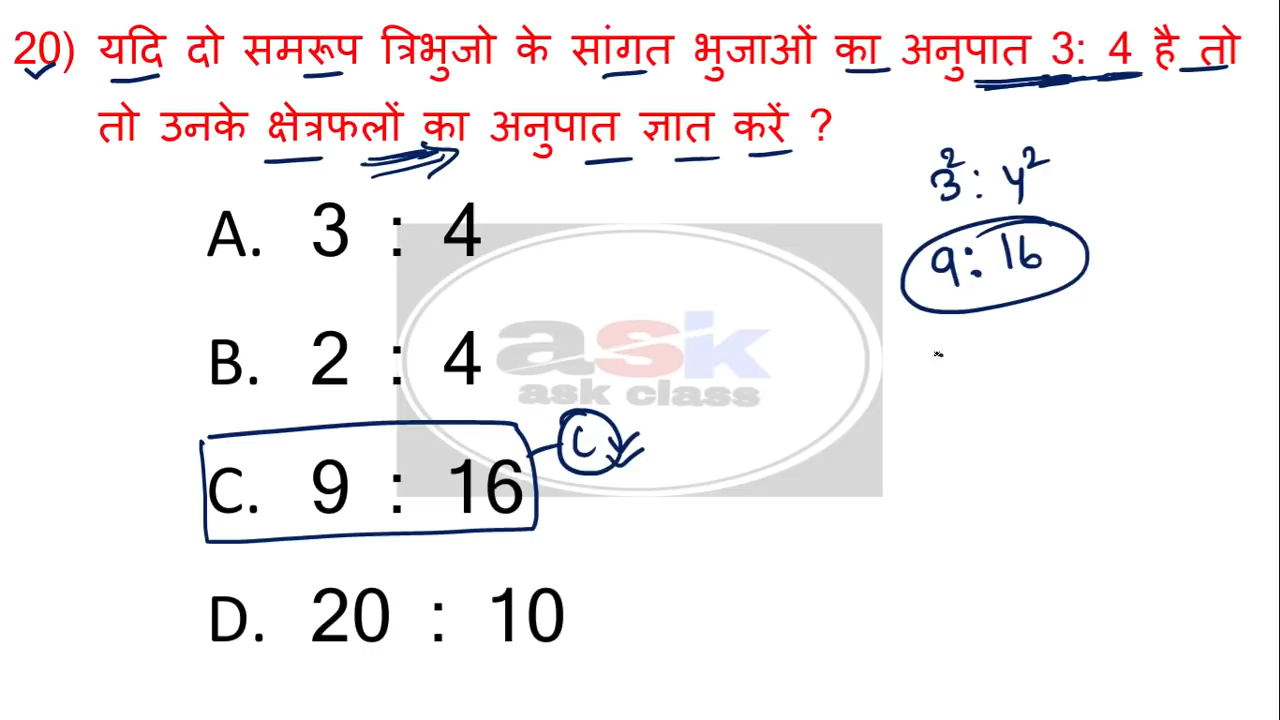 20) यदि दो समरूप त्रिभुजो के सांगत भुजाओं का अनुपात 3: 4 है तो
तो उनके क्षेत्रफलों का अनुपात ज्ञात करें ?
3² : 4²
9 : 16
A. 3 : 4
B. 2 : 4
C. 9 : 16
C
D. 20 : 10
ask
ask class